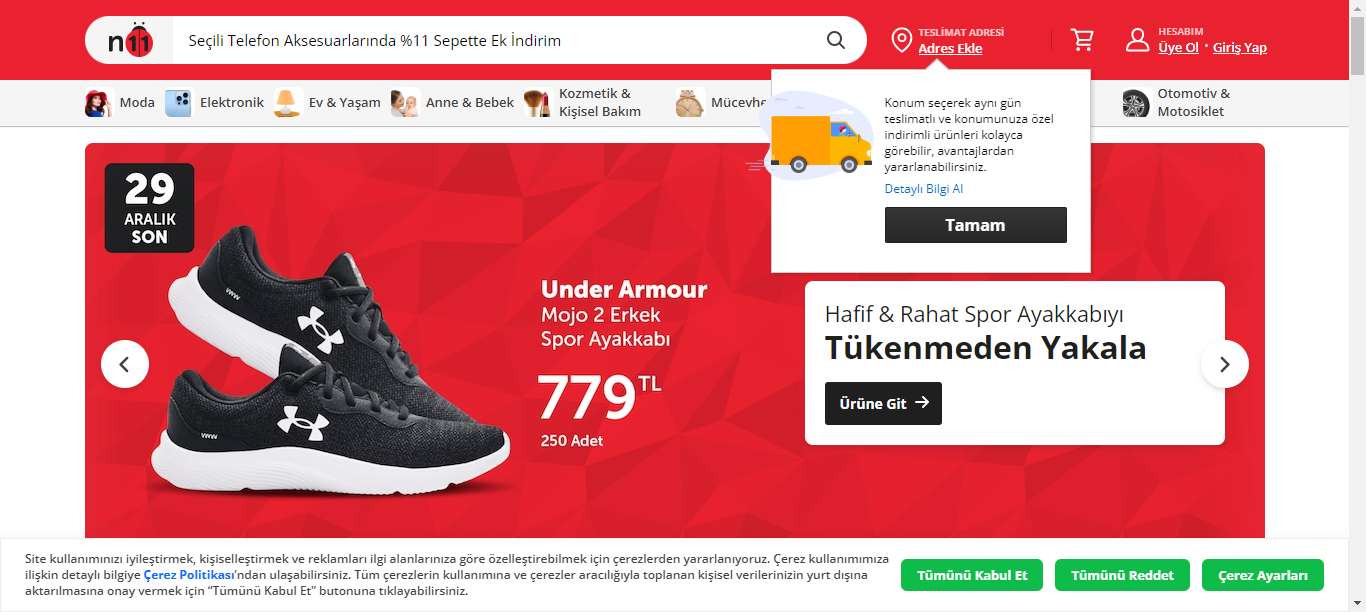 n11
Seçili Telefon Aksesuarlarında %11 Sepette Ek İndirim
TESLİMAT ADRESİ
Adres Ekle
HESABIM
Üye Ol · Giriş Yap
Moda
Elektronik
Ev & Yaşam
Anne & Bebek
Kozmetik &
Kişisel Bakım
Mücevhe
Otomotiv &
Motosiklet
Konum seçerek aynı gün
teslimatlı ve konumunuza özel
indirimli ürünleri kolayca
görebilir, avantajlardan
yararlanabilirsiniz.
Detaylı Bilgi Al
Tamam
29
ARALIK
SON
Under Armour
Mojo 2 Erkek
Spor Ayakkabı
779 TL
250 Adet
Hafif & Rahat Spor Ayakkabıyı
Tükenmeden Yakala
Ürüne Git
Site kullanımınızı iyileştirmek, kişiselleştirmek ve reklamları ilgi alanlarınıza göre özelleştirebilmek için çerezlerden yararlanıyoruz. Çerez kullanımımıza
ilişkin detaylı bilgiye Çerez Politikası’ndan ulaşabilirsiniz. Tüm çerezlerin kullanımına ve çerezler aracılığıyla toplanan kişisel verilerinizin yurt dışına
aktarılmasına onay vermek için “Tümünü Kabul Et” butonuna tıklayabilirsiniz.
Tümünü Kabul Et
Tümünü Reddet
Çerez Ayarları